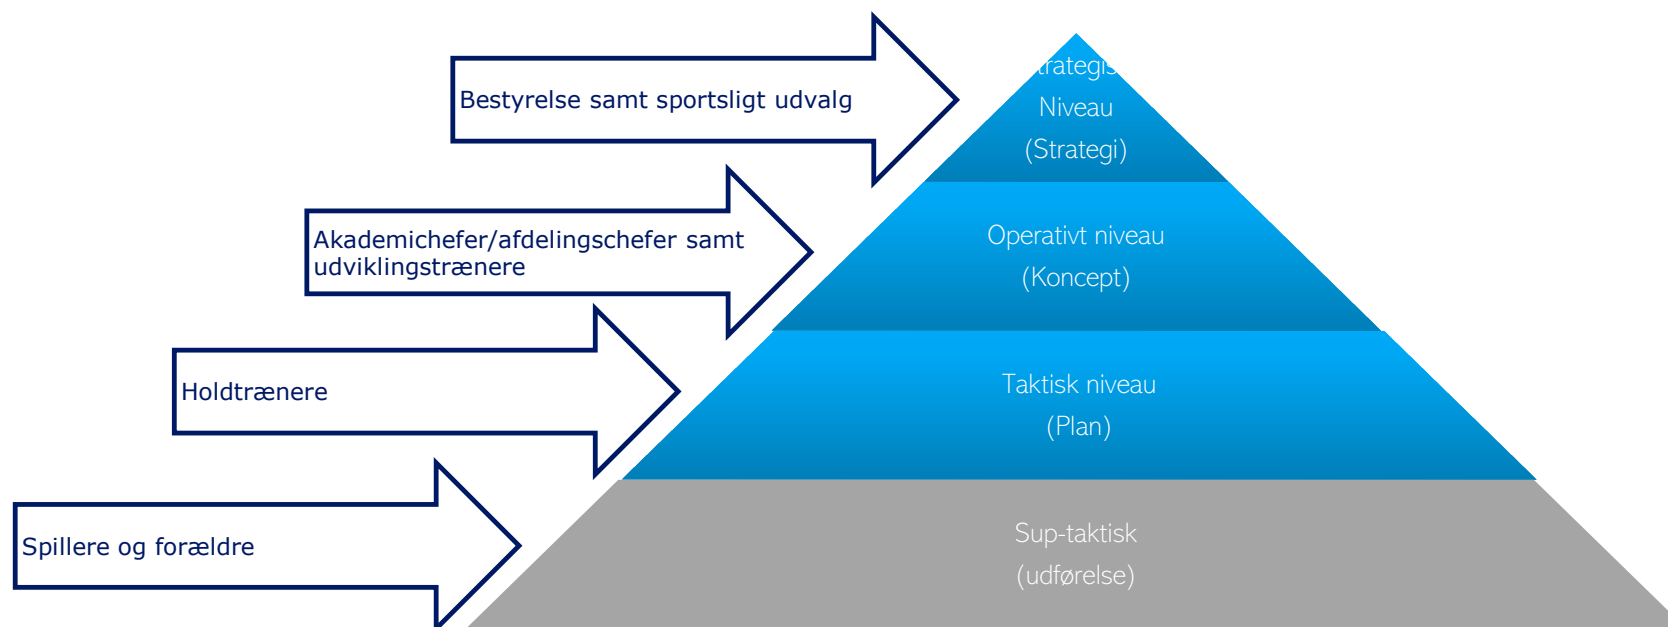 Bestyrelse samt sportsligt udvalg
Niveau
(Strategi)
Akademichefer/afdelingschefer samt
udviklingstrænere
Operativt niveau
(Koncept)
Holdtrænere
Taktisk niveau
(Plan)
Spillere og forældre
Sup-taktisk
(udførelse)